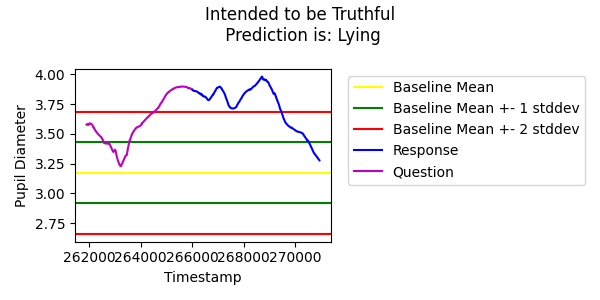 Intended to be Truthful
Prediction is: Lying
4.00
3.75
3.50
3.25
3.00
2.75
Pupil Diameter
262000 264000 266000 268000 270000
Timestamp
Baseline Mean
Baseline Mean +- 1 stddev
Baseline Mean +- 2 stddev
Response
Question